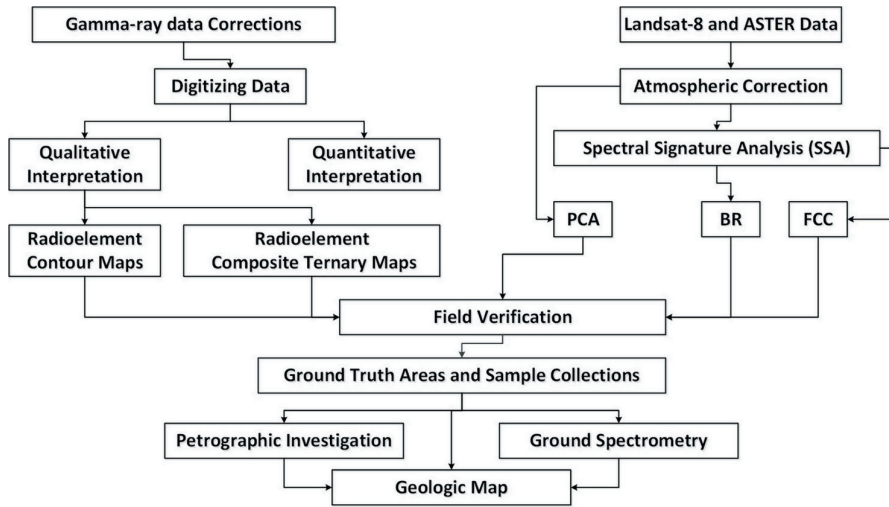 Gamma-ray data Corrections
Landsat-8 and ASTER Data
Digitizing Data
Atmospheric Correction
Qualitative
Interpretation
Quantitative
Interpretation
Spectral Signature Analysis (SSA)
Radioelement
Contour Maps
Radioelement
Composite Ternary Maps
PCA
BR
FCC
Field Verification
Ground Truth Areas and Sample Collections
Petrographic Investigation
Ground Spectrometry
Geologic Map